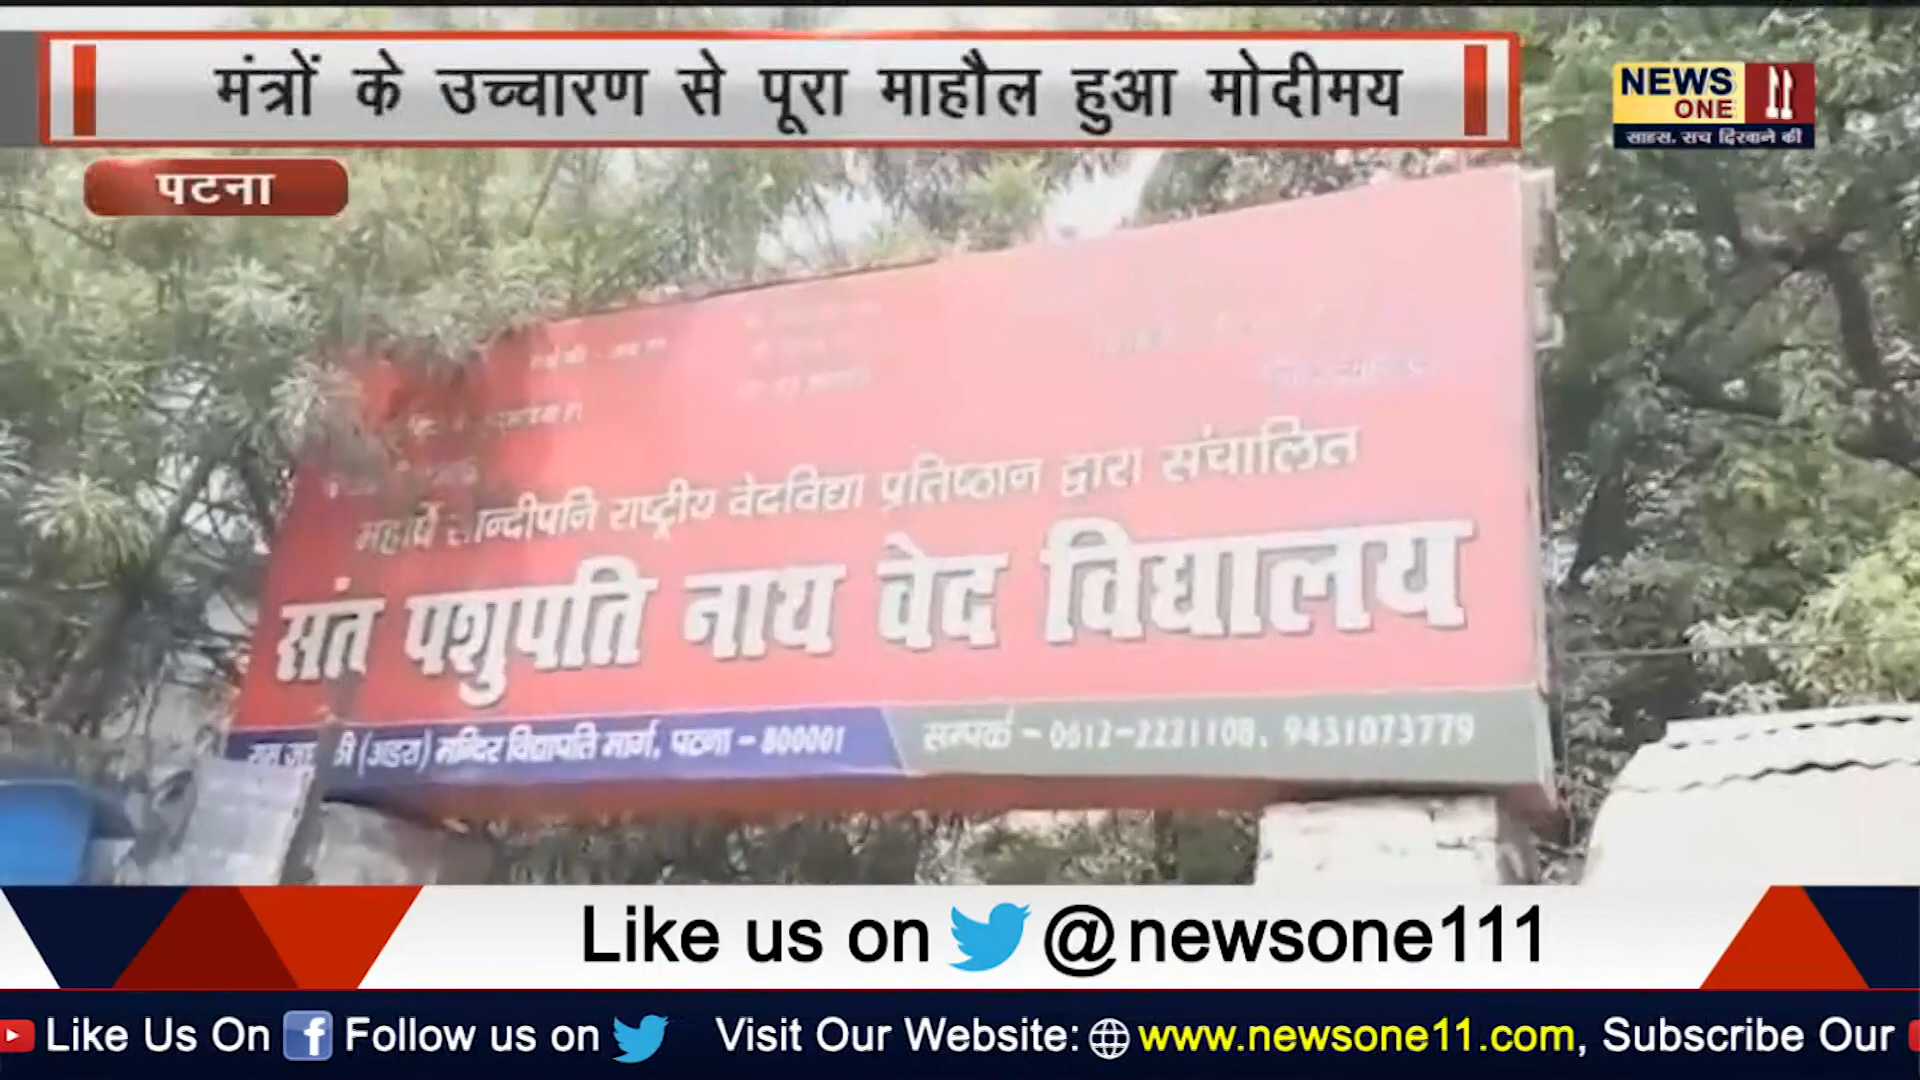 मंत्रों के उच्चारण से पूरा माहौल हुआ मोदीमय
NEWS
ONE 11
साहस, सच दिखाने की
पटना
राष्ट्रीय वेदविद्या प्रतिष्ठान द्वारा संचालित
संत पशुपति नाथ वेद विद्यालय
मन्दिर विद्यापति मार्ग, पटना - 800001
सम्पर्क - 0612-2221108, 9431073779
Like us on @newsone111
Like Us On Follow us on Visit Our Website: www.newsone11.com, Subscribe Our